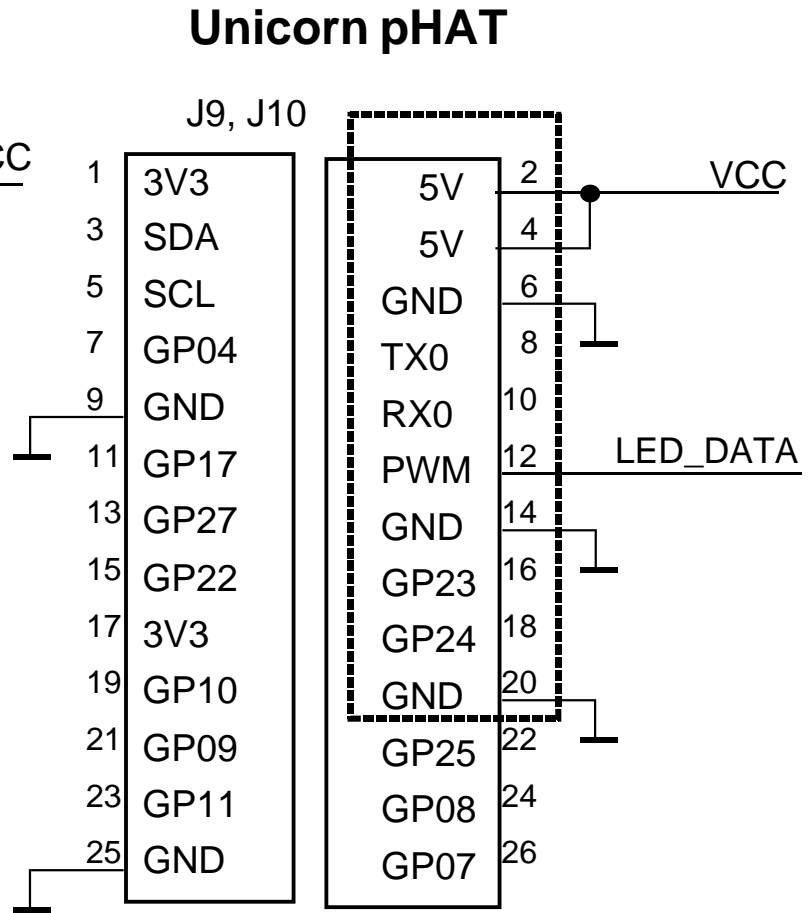 Unicorn pHAT
J9, J10
CC
1 3V3 5V 2 VCC
3 SDA 5V 4
5 SCL GND 6
7 GP04 TX0 8
9 GND RX0 10
11 GP17 PWM 12 LED_DATA
13 GP27 GND 14
15 GP22 GP23 16
17 3V3 GP24 18
19 GP10 GND 20
21 GP09 GP25 22
23 GP11 GP08 24
25 GND GP07 26